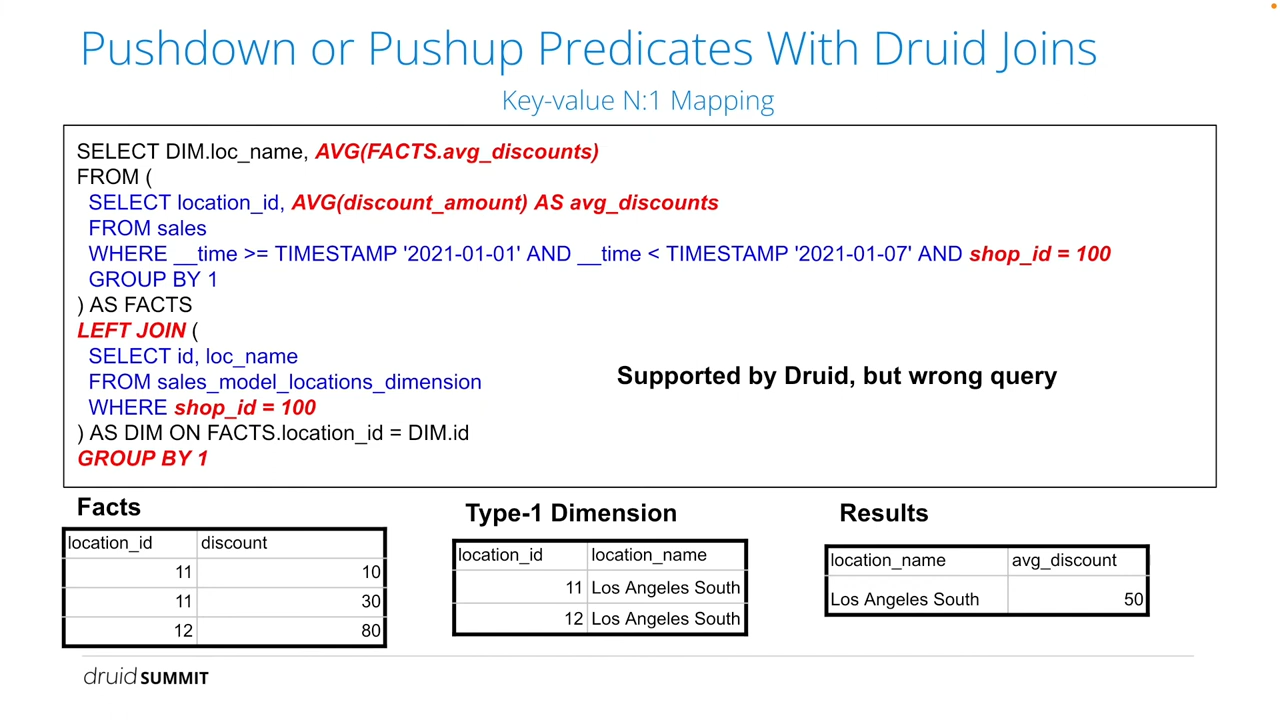 Pushdown or Pushup Predicates With Druid Joins
Key-value N:1 Mapping
SELECT DIM.loc_name, AVG(FACTS.avg_discounts)
FROM (
SELECT location_id, AVG(discount_amount) AS avg_discounts
FROM sales
WHERE __time >= TIMESTAMP '2021-01-01' AND __time < TIMESTAMP '2021-01-07' AND shop_id = 100
GROUP BY 1
) AS FACTS
LEFT JOIN (
SELECT id, loc_name
FROM sales_model_locations_dimension
WHERE shop_id = 100
) AS DIM ON FACTS.location_id = DIM.id
GROUP BY 1
Supported by Druid, but wrong query
Facts
location_id discount
11 10
11 30
12 80
Type-1 Dimension
location_id location_name
11 Los Angeles South
12 Los Angeles South
Results
location_name avg_discount
Los Angeles South 50
druid SUMMIT